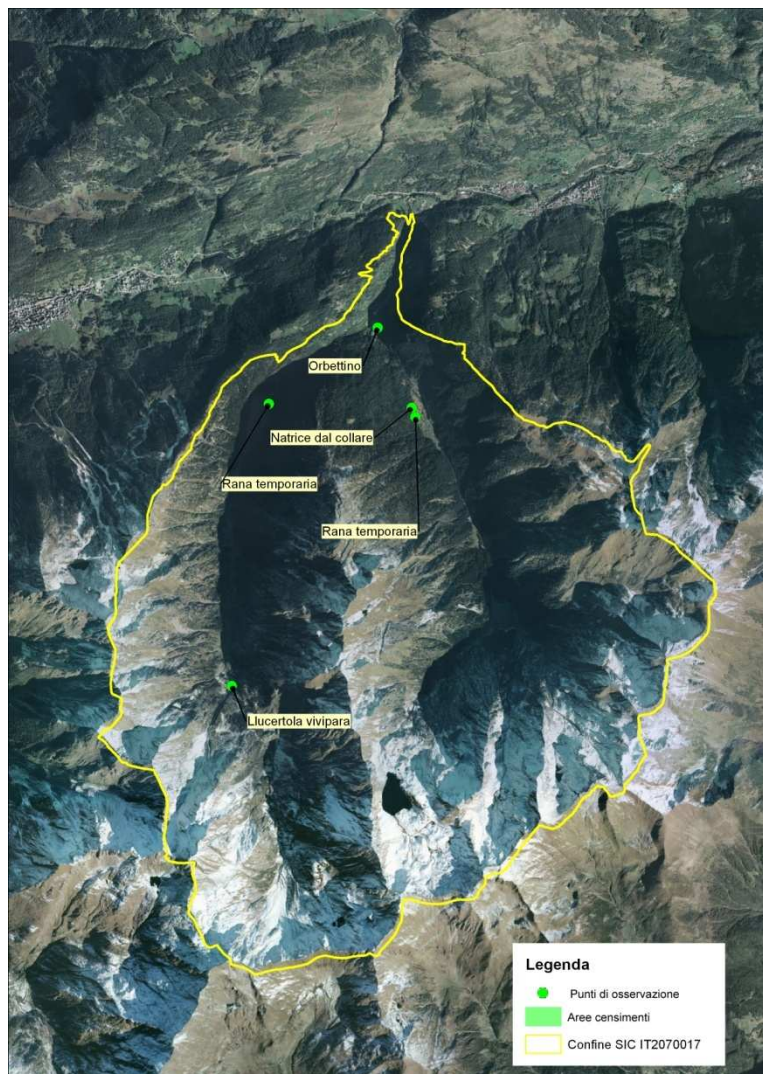 Orbettino
Natrice dal collare
Rana temporaria
Rana temporaria
Llucertola vivipara
Legenda
Punti di osservazione
Aree censimenti
Confine SIC IT2070017